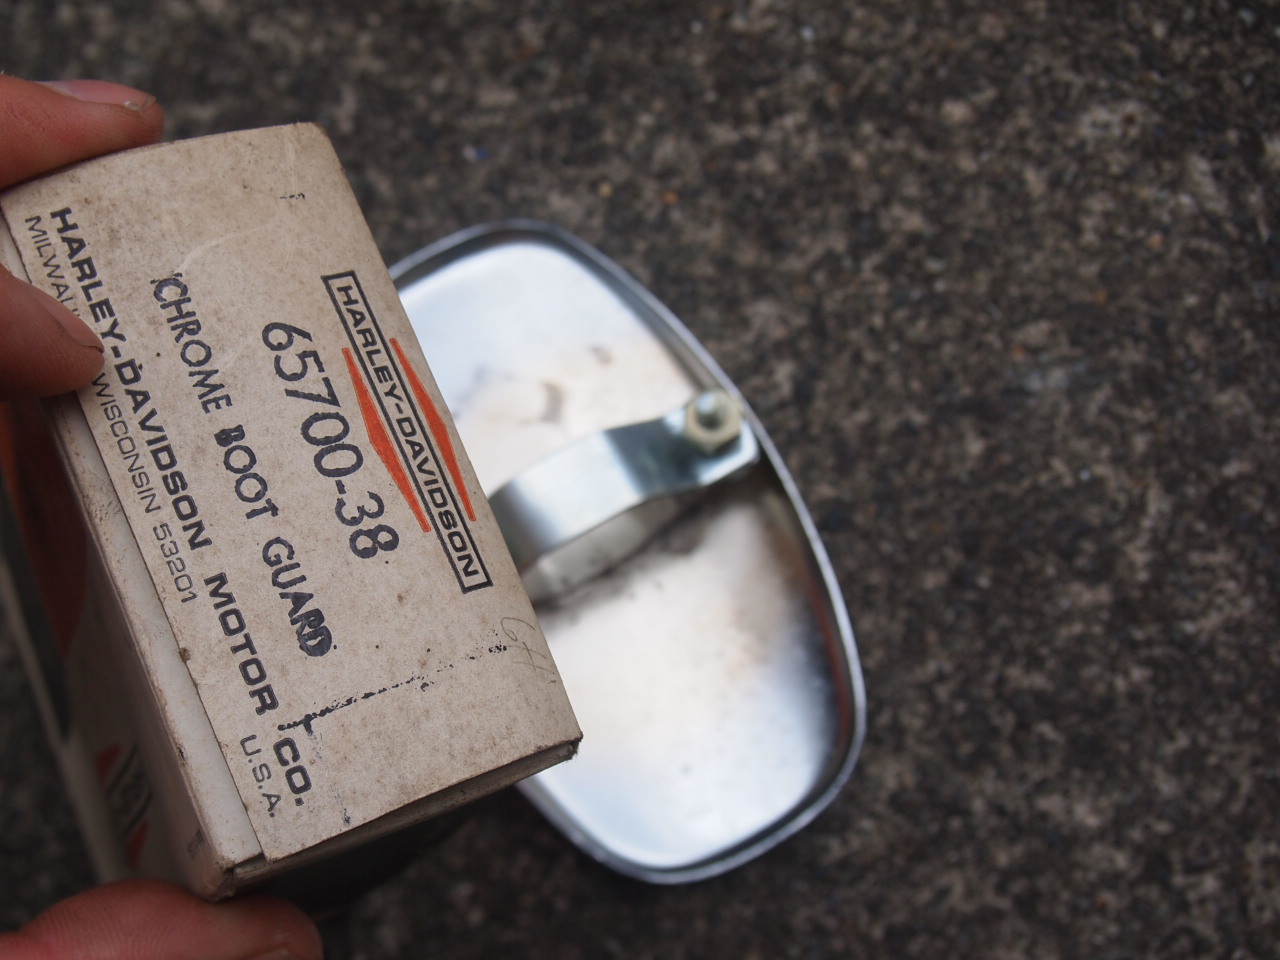 HARLEY-DAVIDSON
65700-38
CHROME BOOT GUARD
HARLEY-DAVIDSON MOTOR CO.
WISCONSIN 53201 U.S.A.